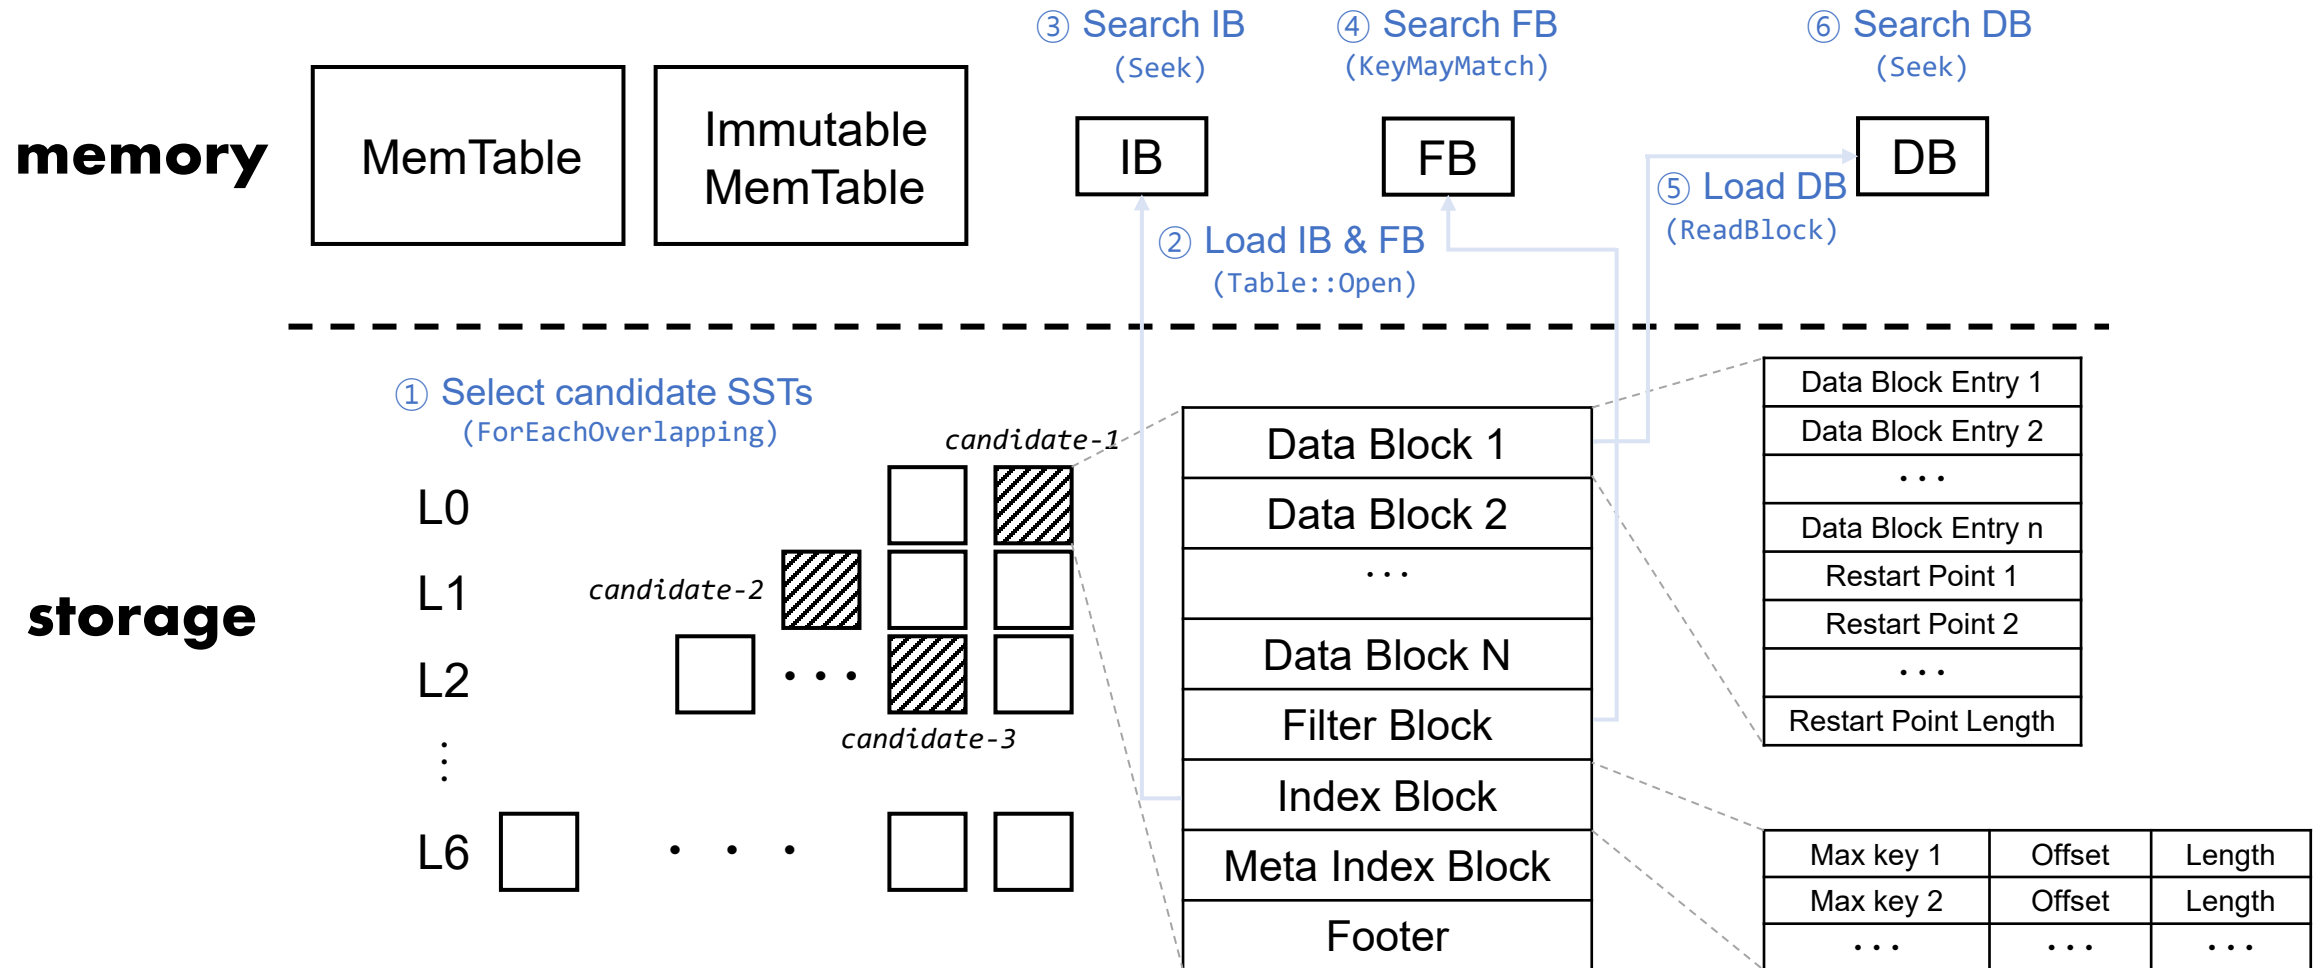 ③ Search IB
(Seek)
④ Search FB
(KeyMayMatch)
⑥ Search DB
(Seek)
memory
MemTable
Immutable
MemTable
IB
FB
DB
⑤ Load DB
(ReadBlock)
② Load IB & FB
(Table::Open)
① Select candidate SSTs
(ForEachOverlapping)
storage
candidate-1
L0
L1
candidate-2
L2
...
candidate-3
⋮
L6
...
Data Block 1
Data Block 2
...
Data Block N
Filter Block
Index Block
Meta Index Block
Footer
Data Block Entry 1
Data Block Entry 2
...
Data Block Entry n
Restart Point 1
Restart Point 2
...
Restart Point Length
Max key 1 Offset Length
Max key 2 Offset Length
... ... ...